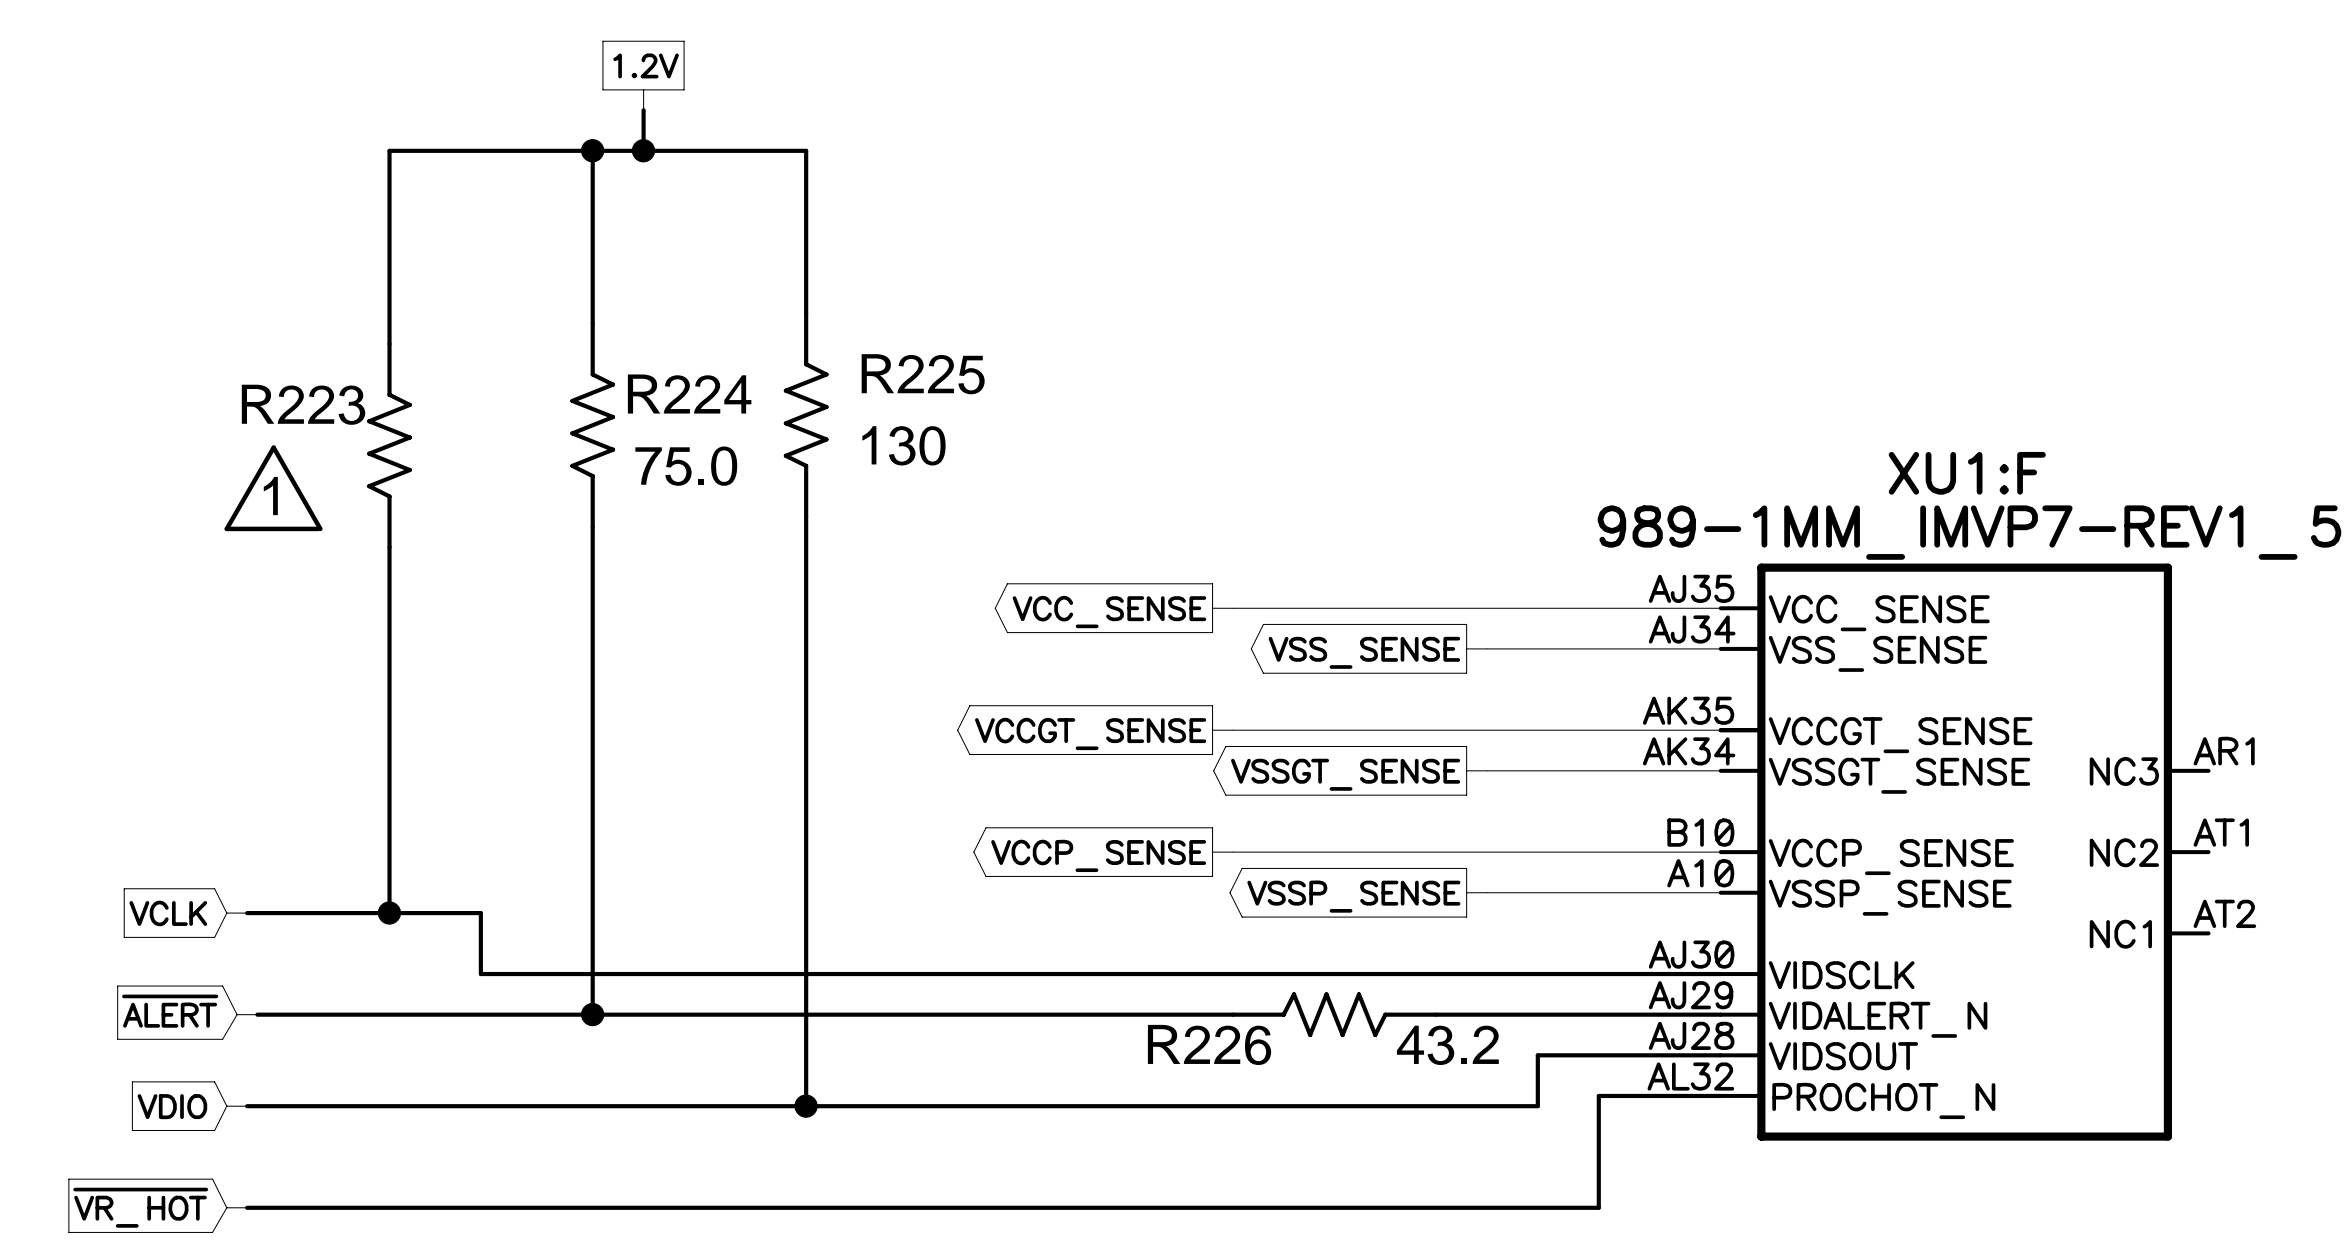 1.2V
R223
1
R224
75.0
R225
130
XU1:F
989-1MM_IMVP7-REV1_5
VCC_SENSE
AJ35
VCC_SENSE
VSS_SENSE
AJ34
VSS_SENSE
VCCGT_SENSE
AK35
VCCGT_SENSE
VSSGT_SENSE
AK34
VSSGT_SENSE
NC3
AR1
VCCP_SENSE
B10
VCCP_SENSE
NC2
AT1
VSSP_SENSE
A10
VSSP_SENSE
NC1
AT2
VCLK
AJ30
VIDSCLK
ALERT
R226
43.2
AJ29
VIDALERT_N
AJ28
VIDSOUT
VDIO
AL32
PROCHOT_N
VR_HOT